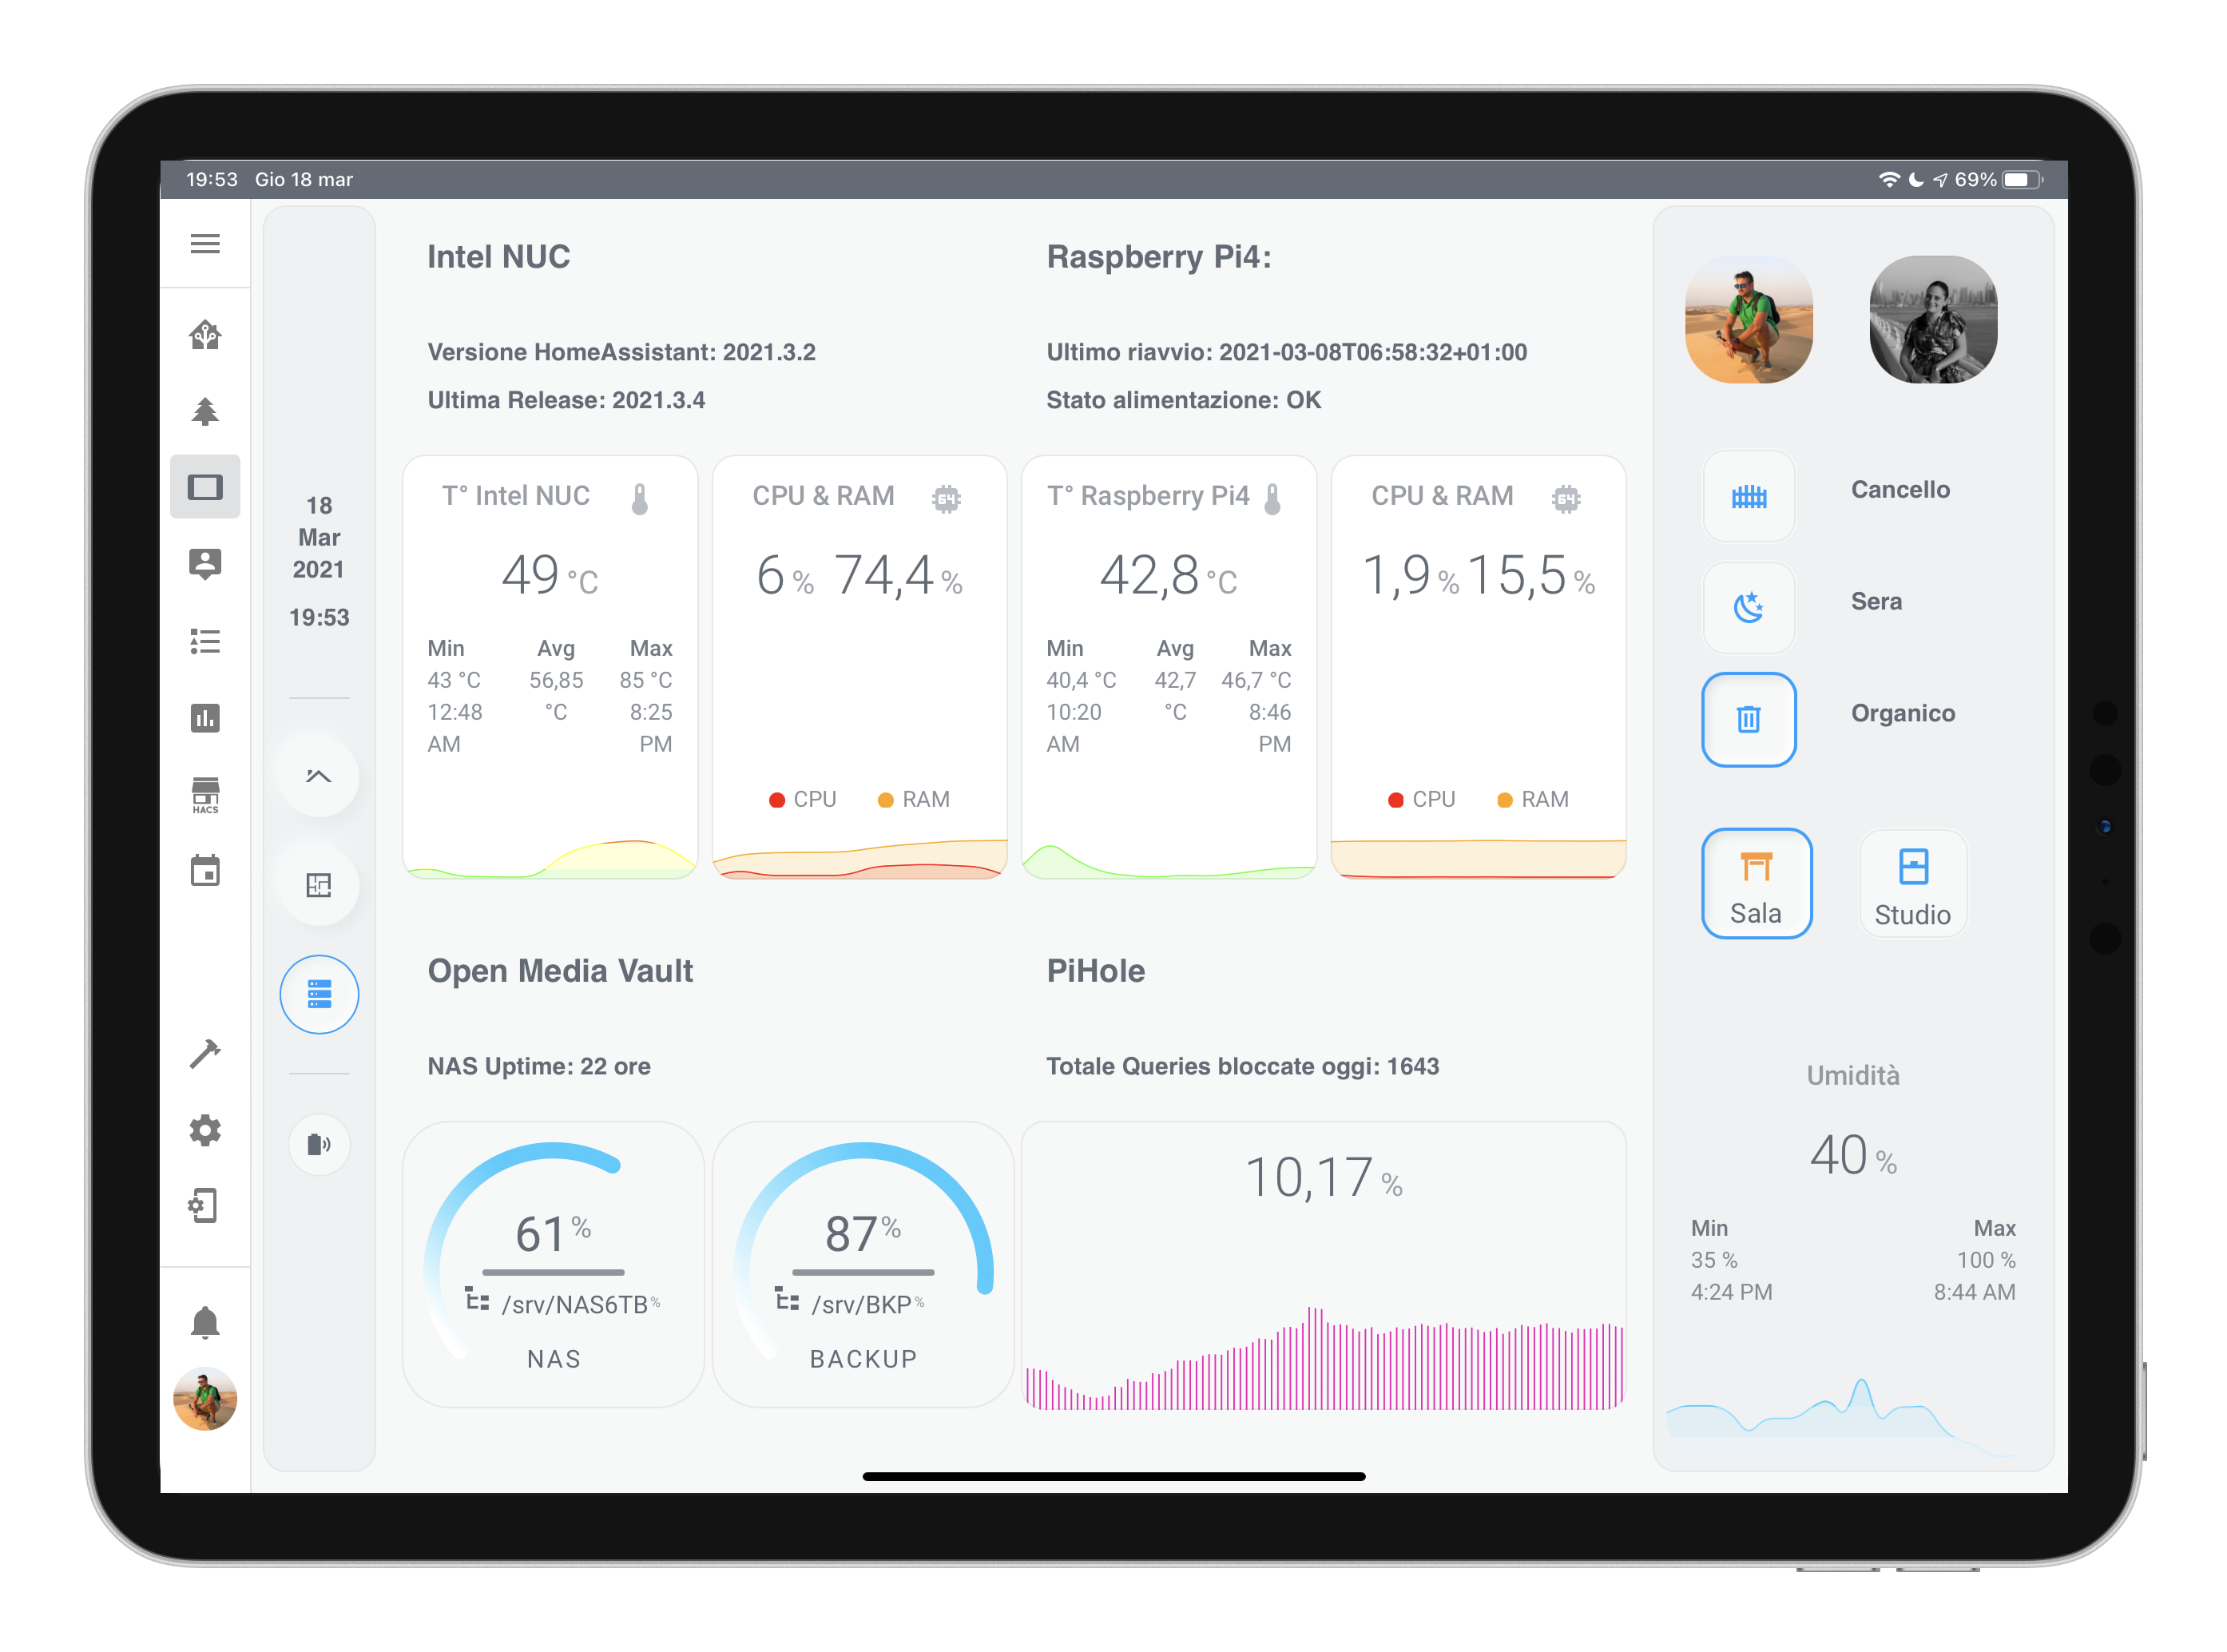 19:53 Gio 18 mar
69%
HACS
18
Mar
2021
19:53
Intel NUC
Versione HomeAssistant: 2021.3.2
Ultima Release: 2021.3.4
T° Intel NUC
49 °C
Min Avg Max
43 °C 56,85 85 °C
12:48 °C 8:25
AM PM
CPU & RAM
64
6 % 74,4 %
CPU RAM
Raspberry Pi4:
Ultimo riavvio: 2021-03-08T06:58:32+01:00
Stato alimentazione: OK
T° Raspberry Pi4
42,8 °C
Min Avg Max
40,4 °C 42,7 46,7 °C
10:20 °C 8:46
AM PM
CPU & RAM
64
1,9 % 15,5 %
CPU RAM
Open Media Vault
NAS Uptime: 22 ore
61 %
/srv/NAS6TB %
NAS
87 %
/srv/BKP %
BACKUP
PiHole
Totale Queries bloccate oggi: 1643
10,17 %
Cancello
Sera
Organico
Sala
Studio
Umidità
40 %
Min Max
35 % 100 %
4:24 PM 8:44 AM